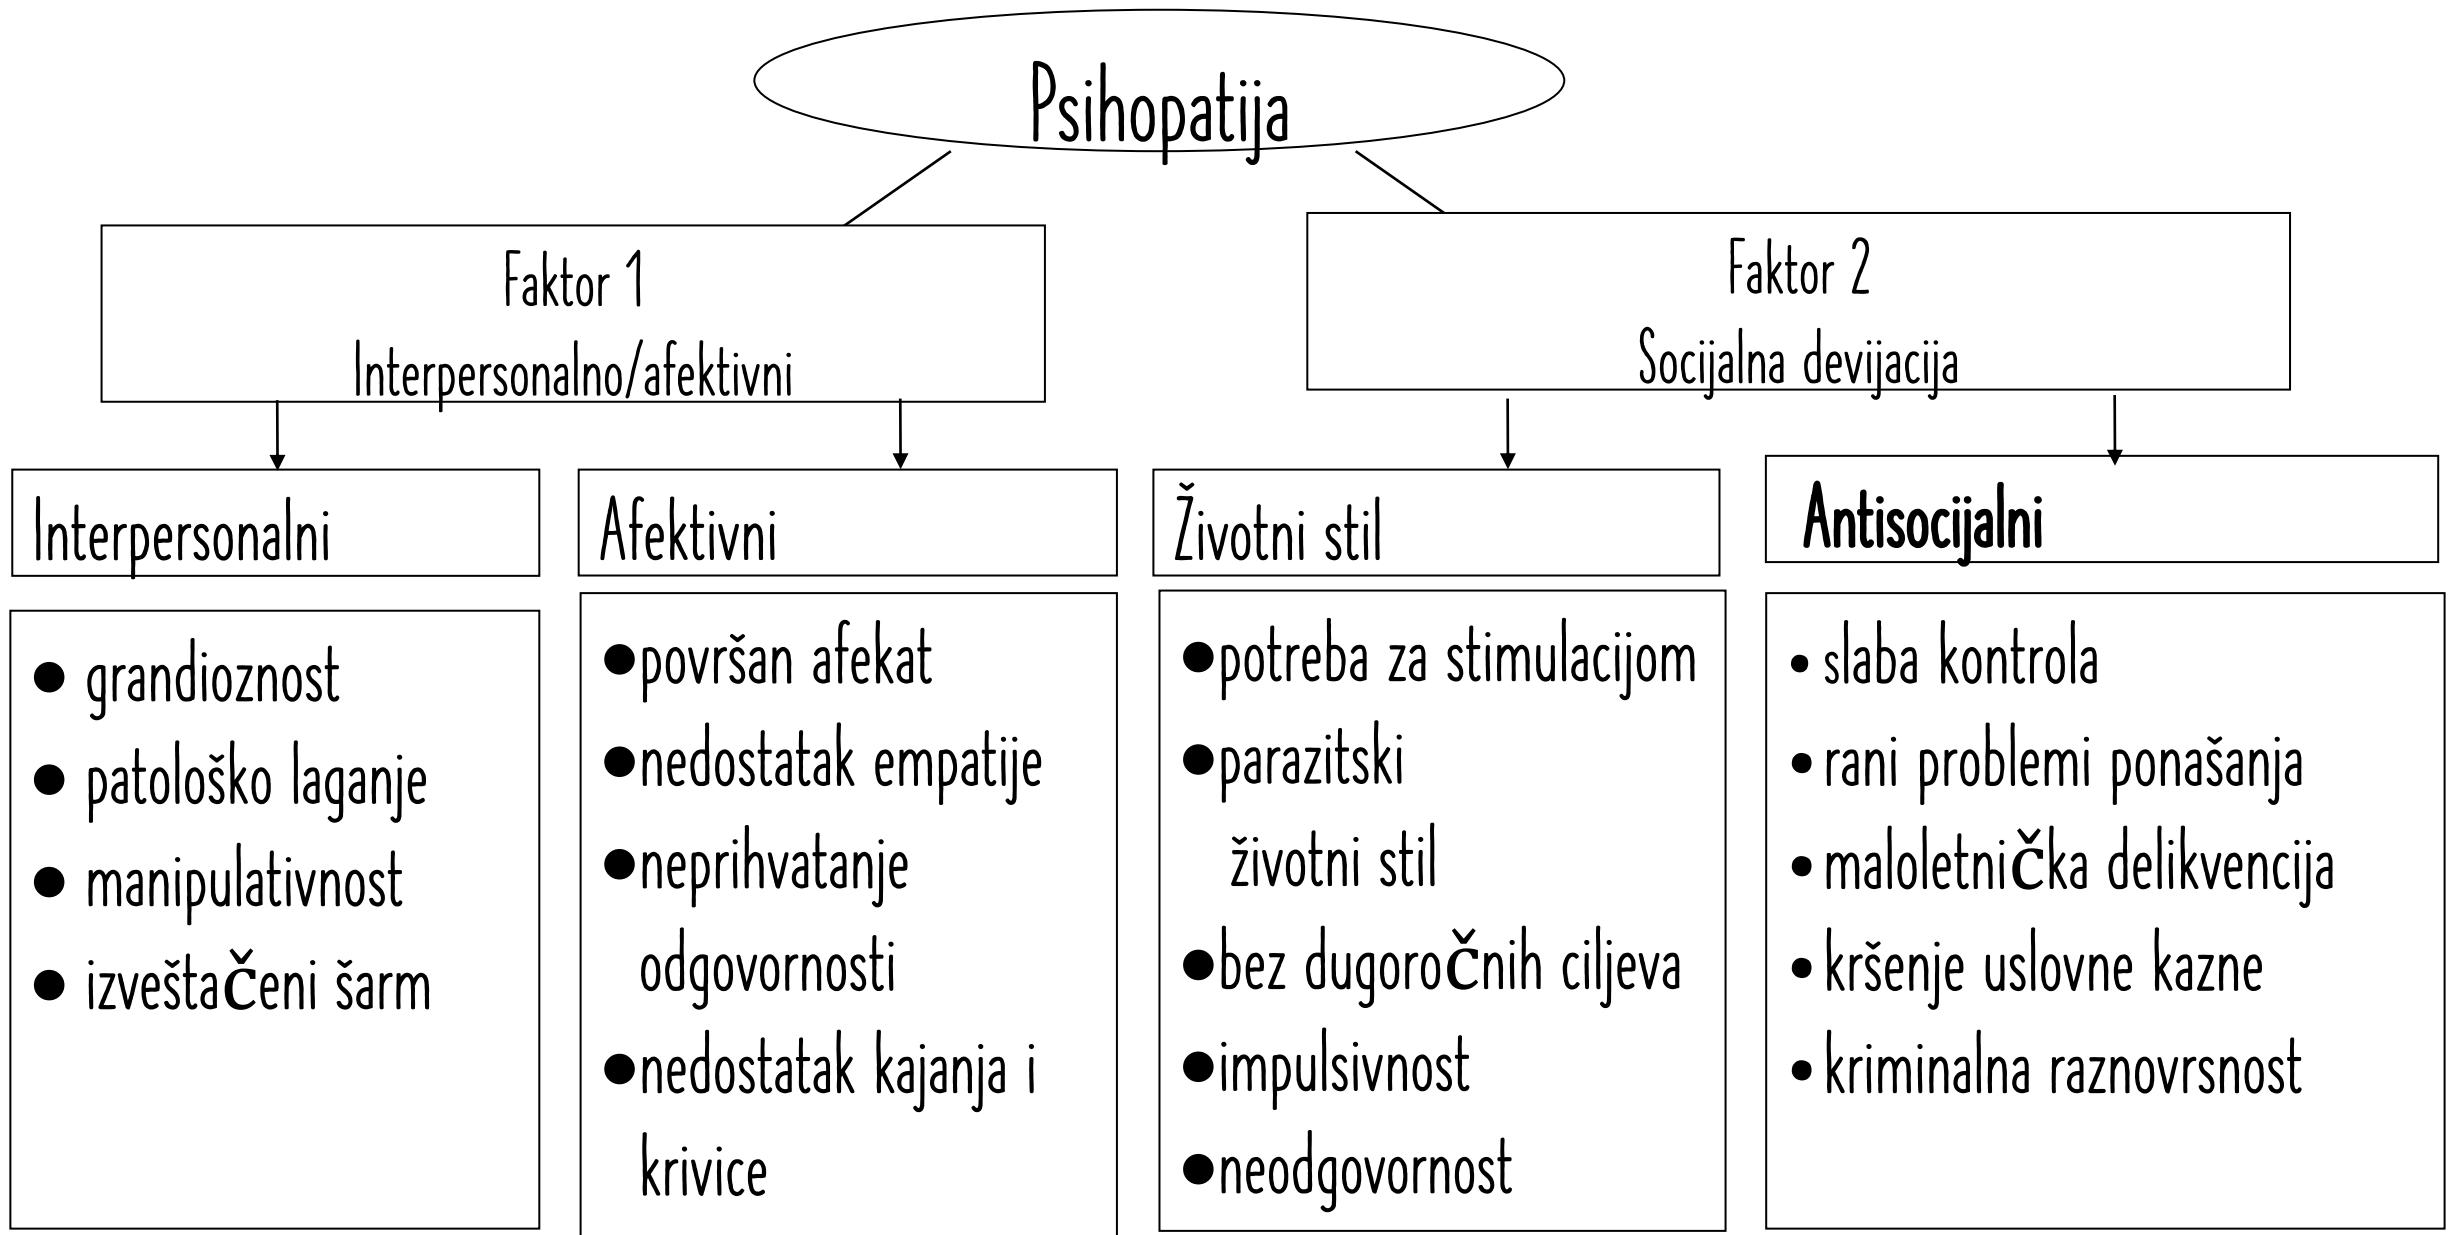 Psihopatija
Faktor 1
Interpersonalno/afektivni
Faktor 2
Socijalna devijacija
Interpersonalni
● grandioznost
● patološko laganje
● manipulativnost
● izveštačeni šarm
Afektivni
●površan afekat
●nedostatak empatije
●neprihvatanje
odgovornosti
●nedostatak kajanja i
krivice
Životni stil
●potreba za stimulacijom
●parazitski
životni stil
●bez dugoročnih ciljeva
●impulsivnost
●neodgovornost
Antisocijalni
• slaba kontrola
• rani problemi ponašanja
• maloletnička delikvencija
• kršenje uslovne kazne
• kriminalna raznovrsnost